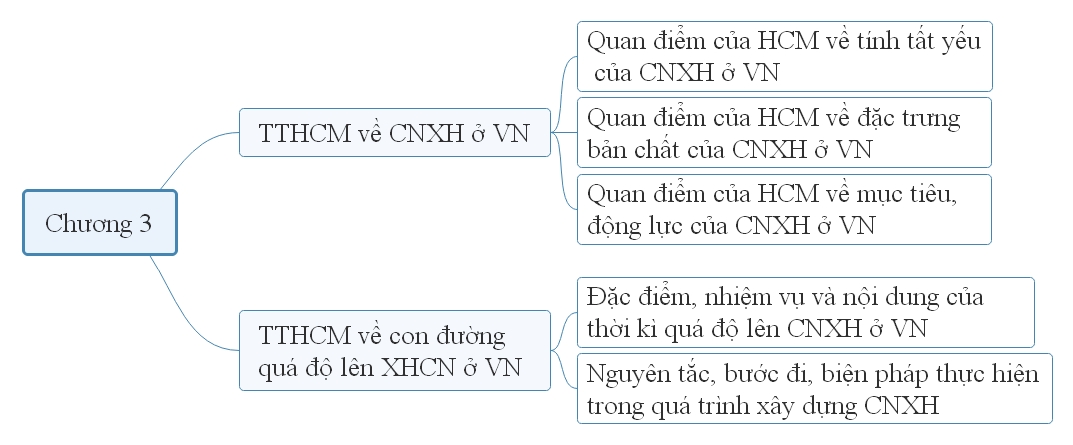 Chương 3
TTHCM về CNXH ở VN
Quan điểm của HCM về tính tất yếu
của CNXH ở VN
Quan điểm của HCM về đặc trưng
bản chất của CNXH ở VN
Quan điểm của HCM về mục tiêu,
động lực của CNXH ở VN
TTHCM về con đường
quá độ lên XHCN ở VN
Đặc điểm, nhiệm vụ và nội dung của
thời kì quá độ lên CNXH ở VN
Nguyên tắc, bước đi, biện pháp thực hiện
trong quá trình xây dựng CNXH